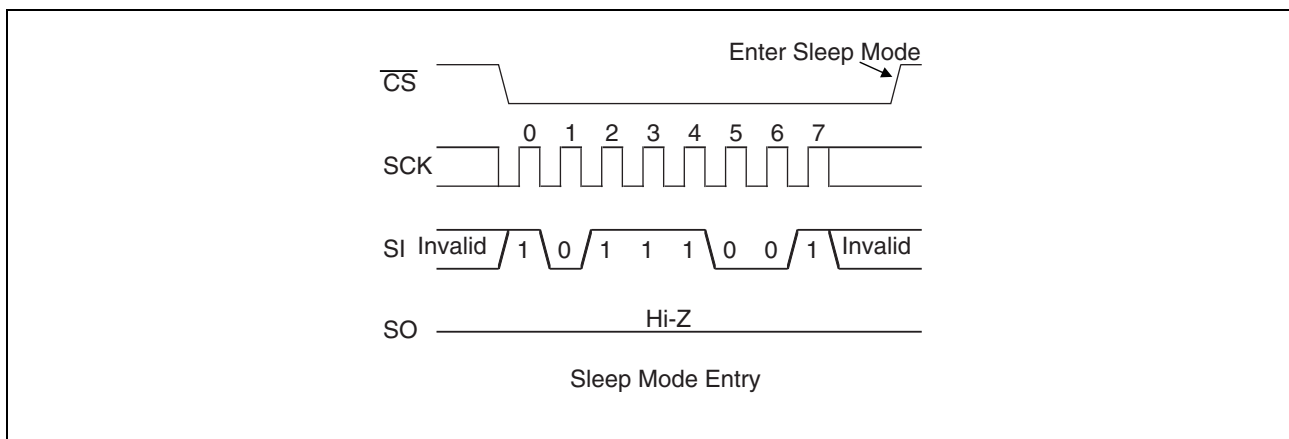 Enter Sleep Mode
CS
0 1 2 3 4 5 6 7
SCK
SI Invalid 1 0 1 1 1 0 0 1 Invalid
Hi-Z
SO
Sleep Mode Entry